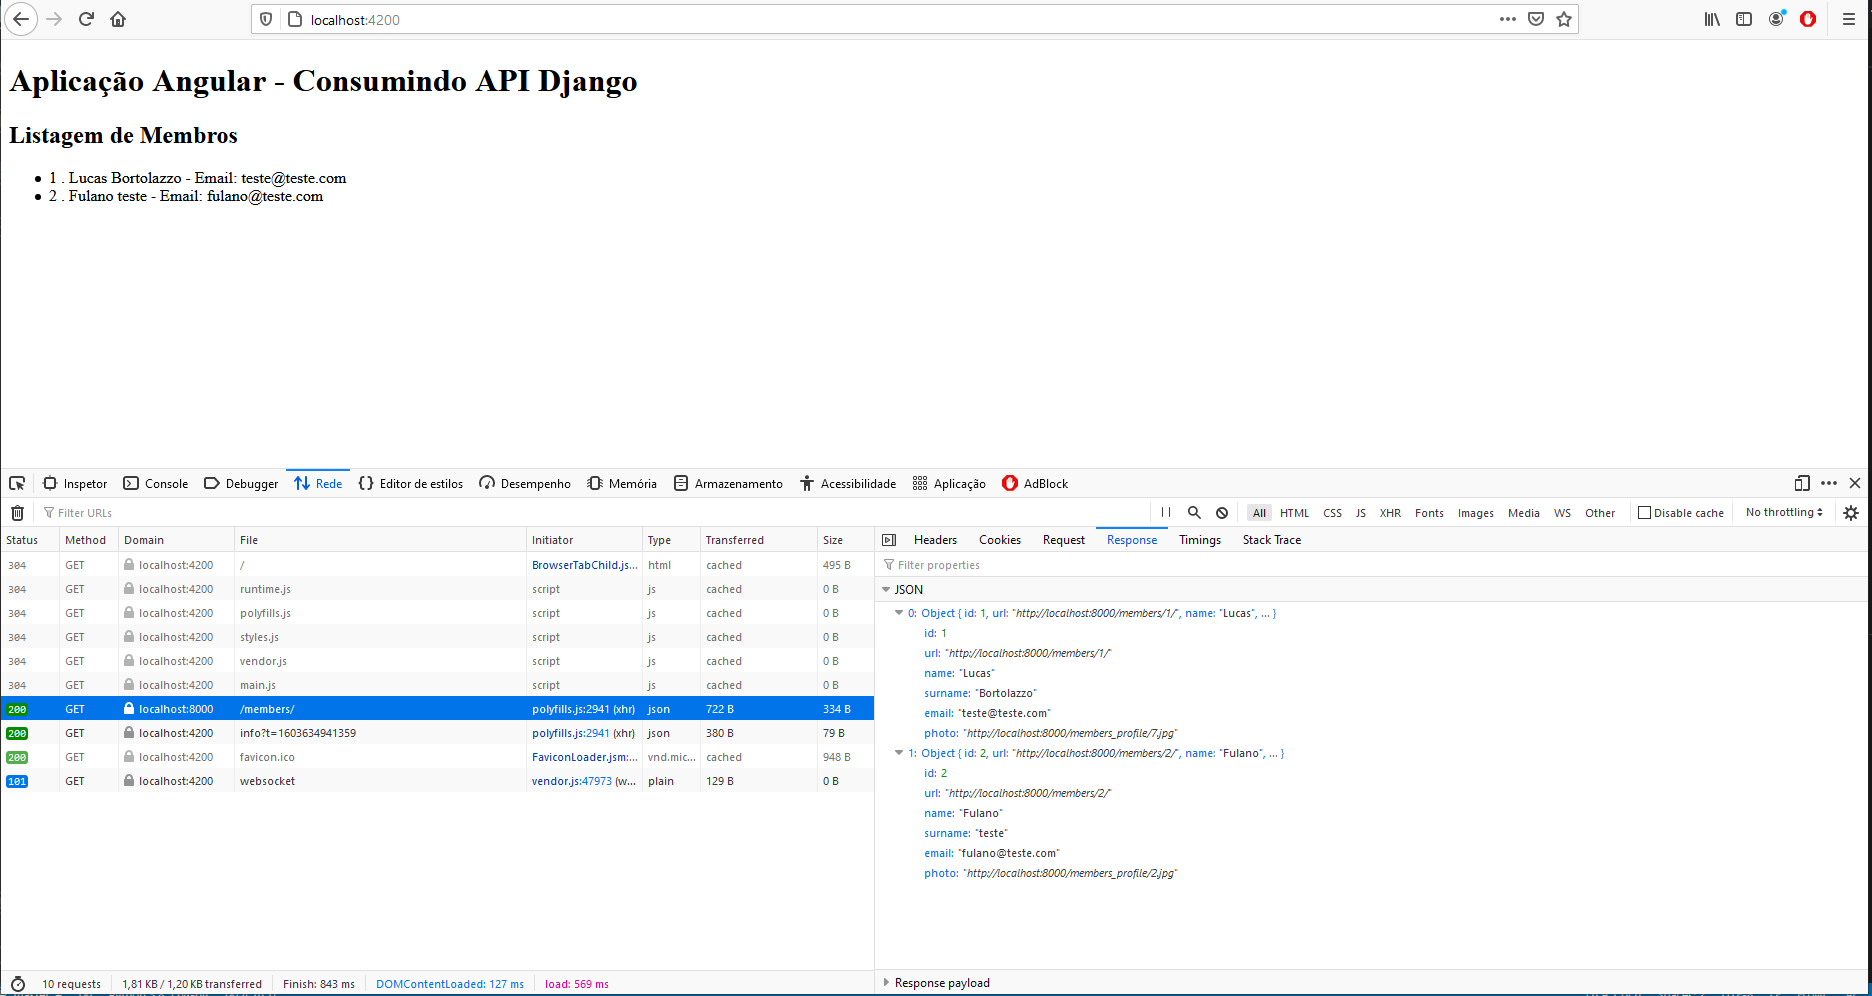 localhost:4200
Aplicação Angular - Consumindo API Django
Listagem de Membros
1 . Lucas Bortolazzo - Email: teste@teste.com
2 . Fulano teste - Email: fulano@teste.com
Inspetor Console Debugger Rede Editor de estilos Desempenho Memória Armazenamento Acessibilidade Aplicação AdBlock
Filter URLs All HTML CSS JS XHR Fonts Images Media WS Other Disable cache No throttling
Status Method Domain File Initiator Type Transferred Size
304 GET localhost:4200 / BrowserTabChild.js... html cached 495 B
304 GET localhost:4200 runtime.js script js cached 0 B
304 GET localhost:4200 polyfills.js script js cached 0 B
304 GET localhost:4200 styles.js script js cached 0 B
304 GET localhost:4200 vendor.js script js cached 0 B
304 GET localhost:4200 main.js script js cached 0 B
200 GET localhost:8000 /members/ polyfills.js:2941 (xhr) json 722 B 334 B
200 GET localhost:4200 info?t=1603634941359 polyfills.js:2941 (xhr) json 380 B 79 B
200 GET localhost:4200 favicon.ico FaviconLoader.jsm:... vnd.mic... cached 948 B
101 GET localhost:4200 websocket vendor.js:47973 (w... plain 129 B 0 B
10 requests 1,81 KB / 1,20 KB transferred Finish: 843 ms DOMContentLoaded: 127 ms load: 569 ms
Headers Cookies Request Response Timings Stack Trace
Filter properties
JSON
0: Object { id: 1, url: "http://localhost:8000/members/1/", name: "Lucas", ... }
id: 1
url: "http://localhost:8000/members/1/"
name: "Lucas"
surname: "Bortolazzo"
email: "teste@teste.com"
photo: "http://localhost:8000/members_profile/7.jpg"
1: Object { id: 2, url: "http://localhost:8000/members/2/", name: "Fulano", ... }
id: 2
url: "http://localhost:8000/members/2/"
name: "Fulano"
surname: "teste"
email: "fulano@teste.com"
photo: "http://localhost:8000/members_profile/2.jpg"
Response payload